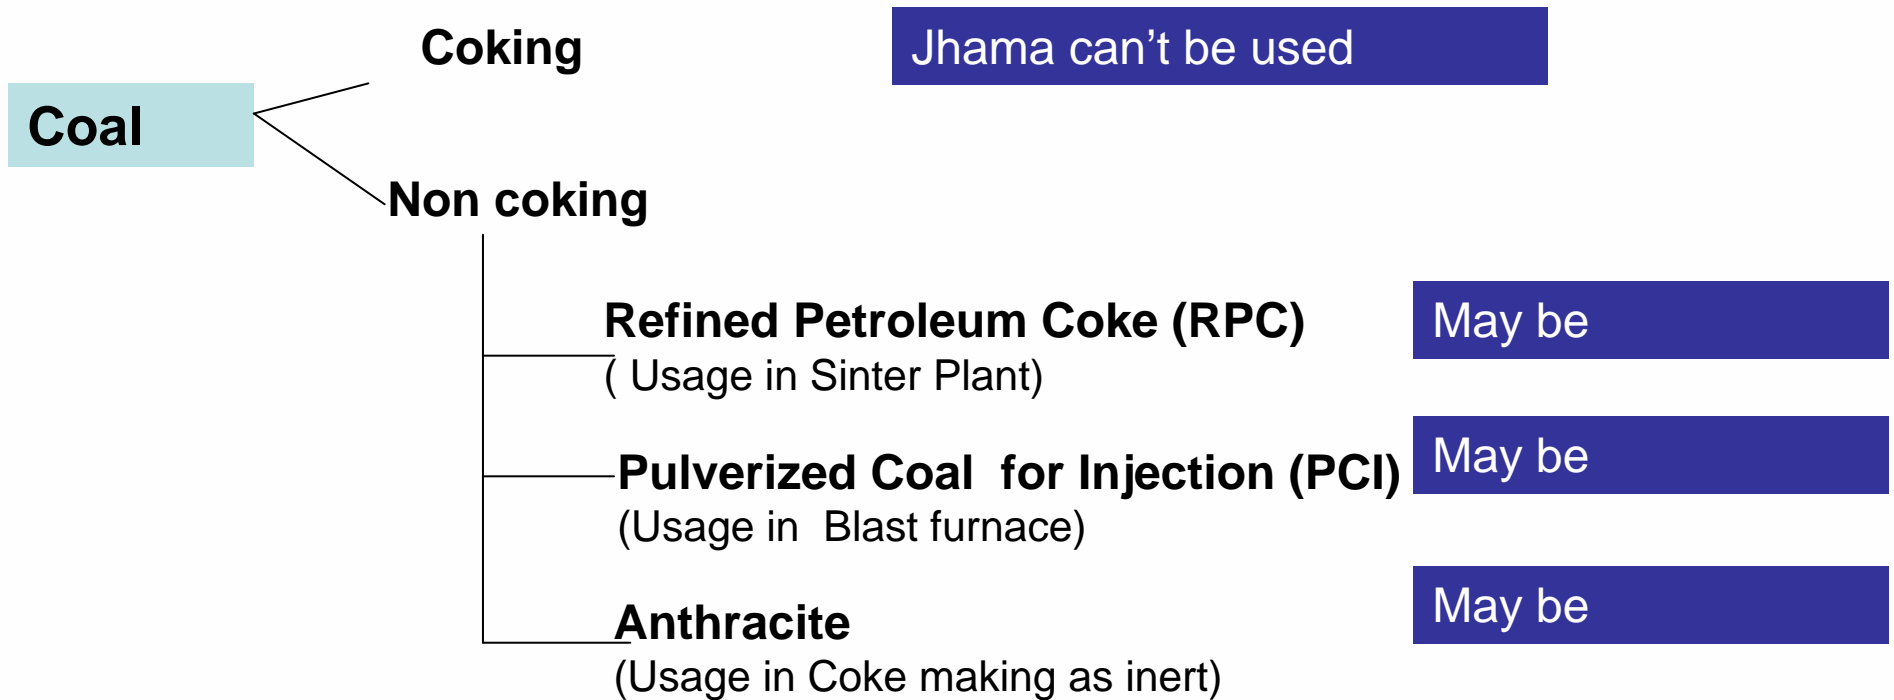 Coking
Jhama can’t be used
Coal
Non coking
Refined Petroleum Coke (RPC)
May be
( Usage in Sinter Plant)
Pulverized Coal  for Injection (PCI)
May be
(Usage in  Blast furnace)
Anthracite
May be
(Usage in Coke making as inert)